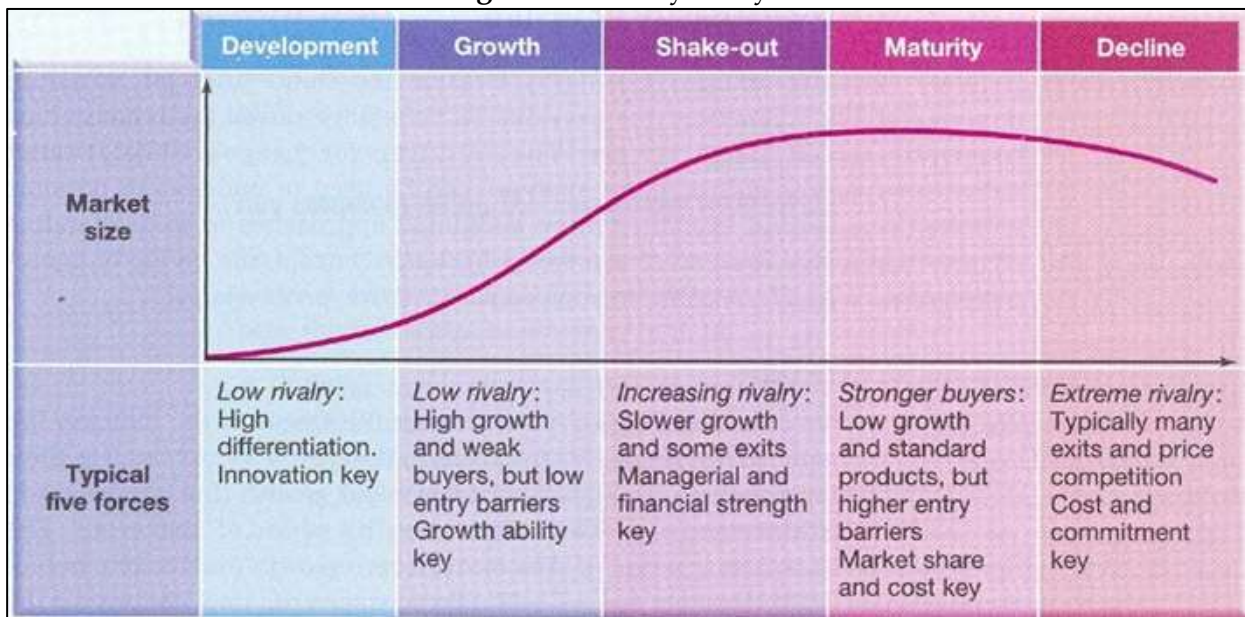 Development
Growth
Shake-out
Maturity
Decline
Market
size
Typical
five forces
Low rivalry:
High
differentiation.
Innovation key
Low rivalry:
High growth
and weak
buyers, but low
entry barriers
Growth ability
key
Increasing rivalry:
Slower growth
and some exits
Managerial and
financial strength
key
Stronger buyers:
Low growth
and standard
products, but
higher entry
barriers
Market share
and cost key
Extreme rivalry:
Typically many
exits and price
competition
Cost and
commitment
key